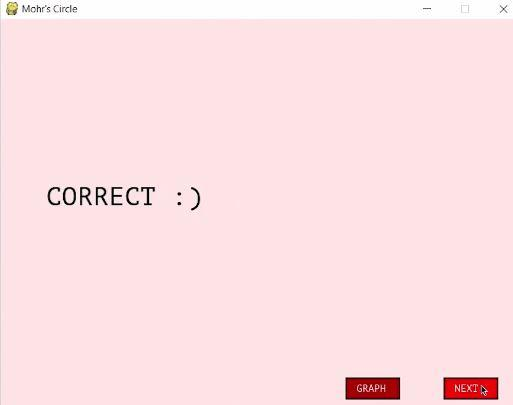 Mohr's Circle
CORRECT :)
GRAPH
NEXT